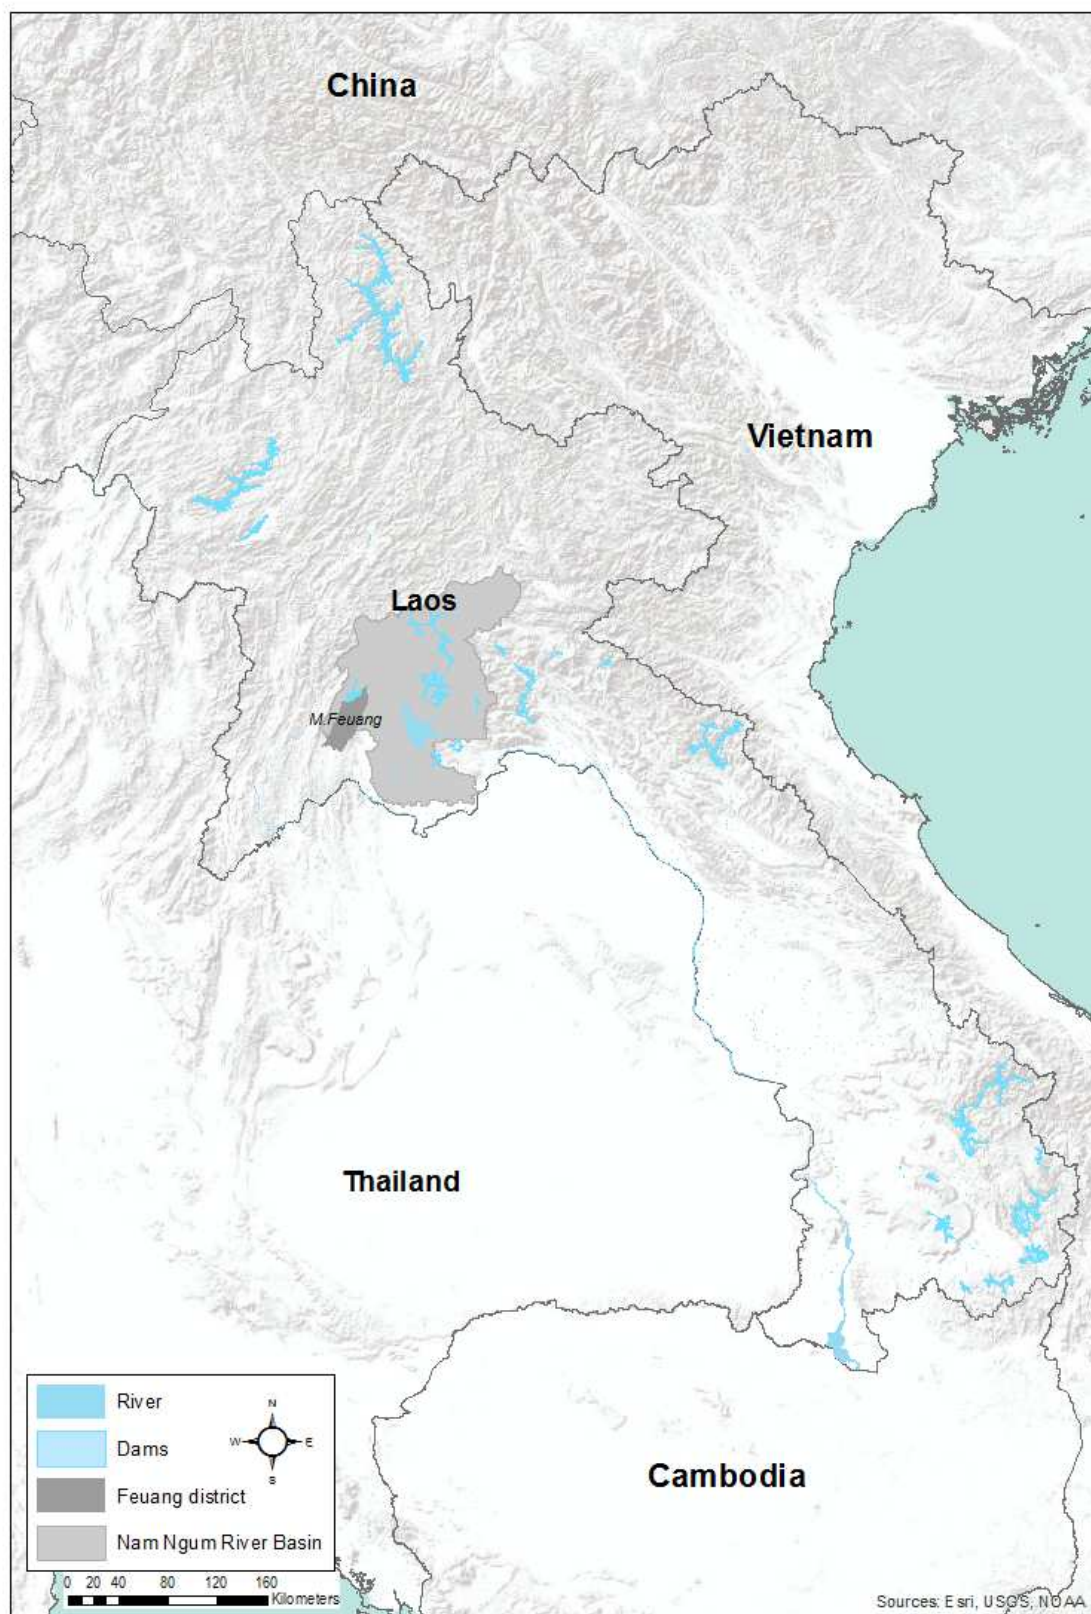 China
Vietnam
Laos
M.Feuang
Thailand
Cambodia
River
Dams
Feuang district
Nam Ngum River Basin
N
W E
S
0 20 40 80 120 160
Kilometers
Sources: Esri, USGS, NOAA